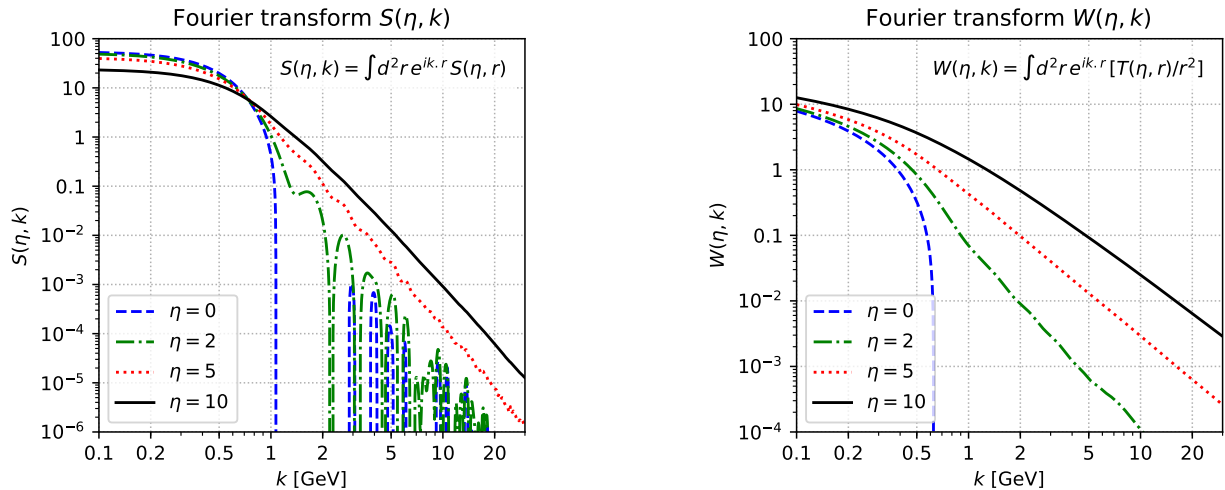 Fourier transform S(η, k)
S(η, k) = ∫d²r e^{ik·r} S(η, r)
S(η, k)
100
10
1
0.1
10⁻²
10⁻³
10⁻⁴
10⁻⁵
10⁻⁶
η = 0
η = 2
η = 5
η = 10
0.1 0.2 0.5 1 2 5 10 20
k [GeV]
Fourier transform W(η, k)
W(η, k) = ∫d²r e^{ik·r} [T(η, r)/r²]
W(η, k)
100
10
1
0.1
10⁻²
10⁻³
10⁻⁴
η = 0
η = 2
η = 5
η = 10
0.1 0.2 0.5 1 2 5 10 20
k [GeV]